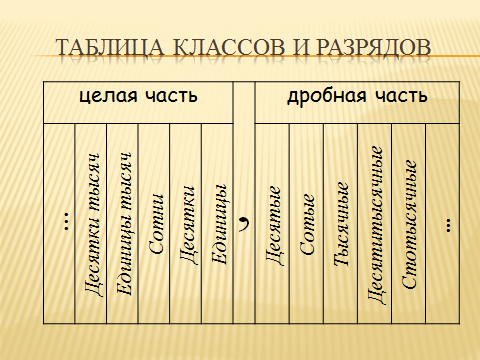 ТАБЛИЦА КЛАССОВ И РАЗРЯДОВ
целая часть
,
дробная часть
...
Десятки тысяч
Единицы тысяч
Сотни
Десятки
Единицы
Десятые
Сотые
Тысячные
Десятитысячные
Стотысячные
...